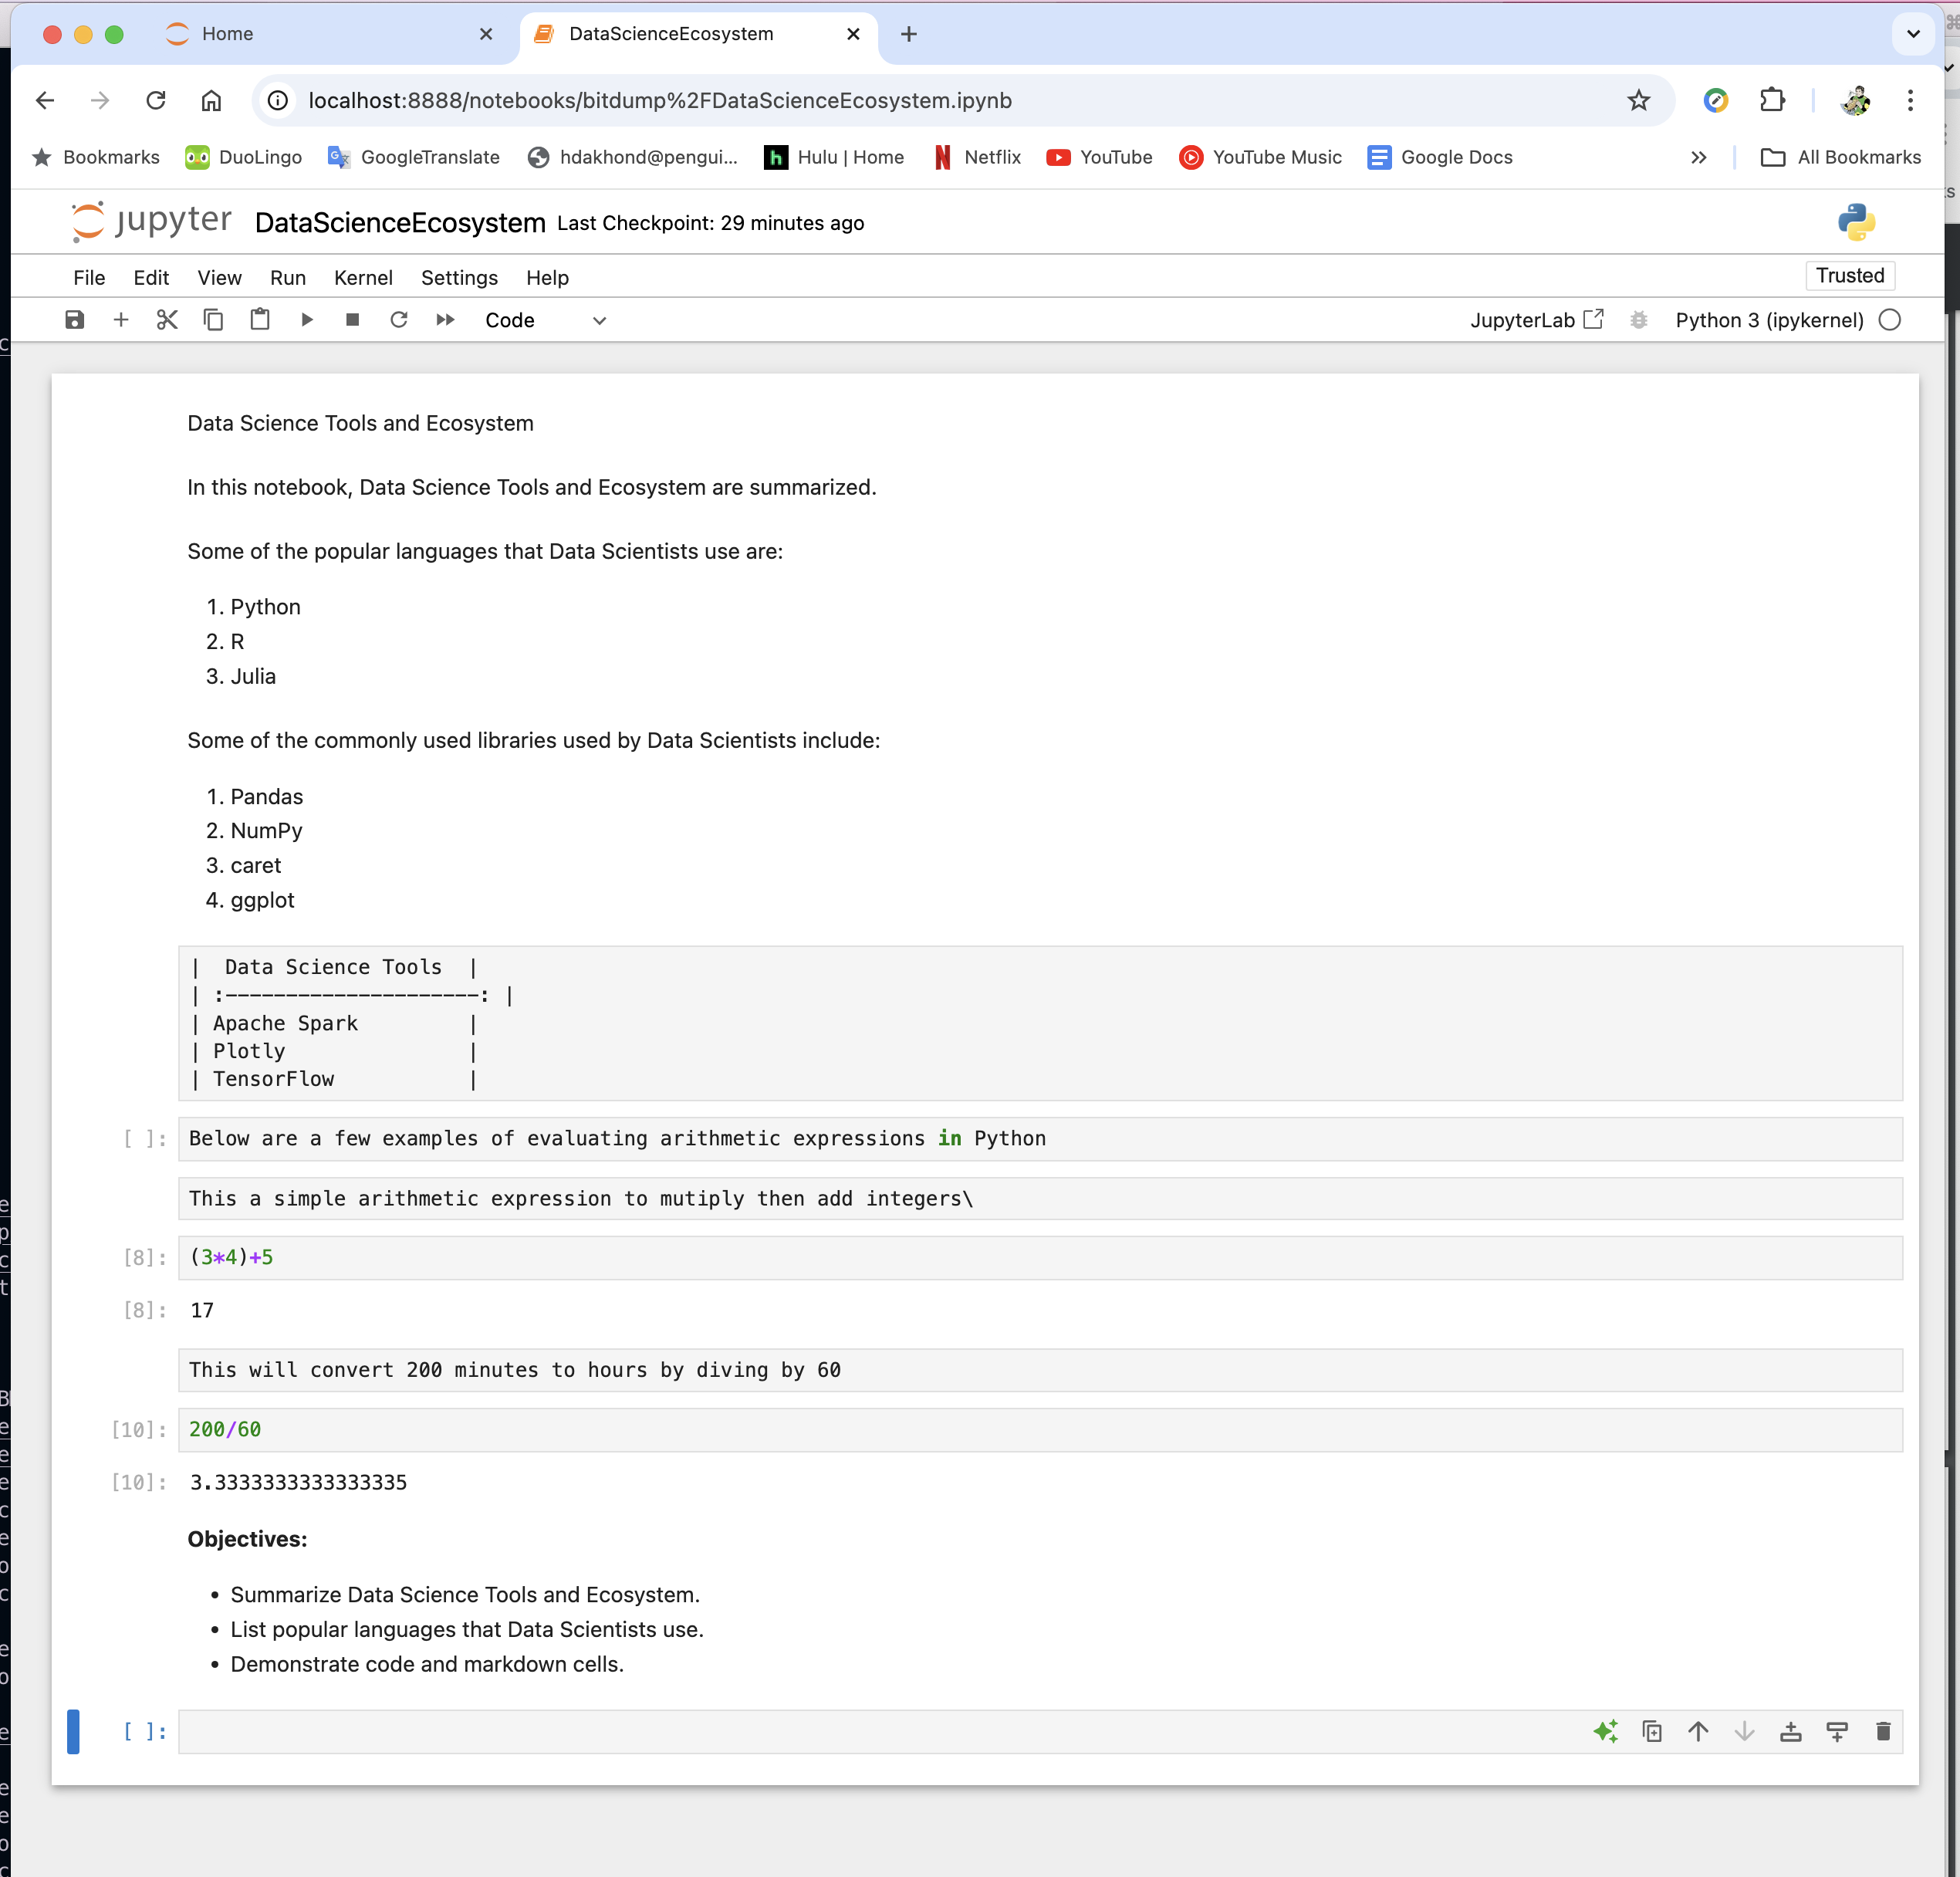 Home
DataScienceEcosystem
localhost:8888/notebooks/bitdump%2FDataScienceEcosystem.ipynb
Bookmarks DuoLingo GoogleTranslate hdakhond@pengui... Hulu | Home Netflix YouTube YouTube Music Google Docs All Bookmarks
jupyter DataScienceEcosystem Last Checkpoint: 29 minutes ago
File Edit View Run Kernel Settings Help Trusted
Code JupyterLab Python 3 (ipykernel)
Data Science Tools and Ecosystem
In this notebook, Data Science Tools and Ecosystem are summarized.
Some of the popular languages that Data Scientists use are:
1. Python
2. R
3. Julia
Some of the commonly used libraries used by Data Scientists include:
1. Pandas
2. NumPy
3. caret
4. ggplot
|  Data Science Tools  |
| :---------------------: |
| Apache Spark         |
| Plotly               |
| TensorFlow           |
[ ]: Below are a few examples of evaluating arithmetic expressions in Python
This a simple arithmetic expression to mutiply then add integers\
[8]: (3*4)+5
[8]: 17
This will convert 200 minutes to hours by diving by 60
[10]: 200/60
[10]: 3.3333333333333335
Objectives:
• Summarize Data Science Tools and Ecosystem.
• List popular languages that Data Scientists use.
• Demonstrate code and markdown cells.
[ ]: